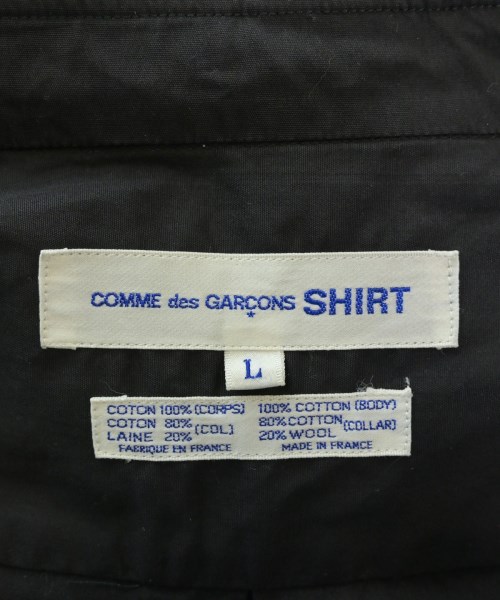 COMME des GARCONS SHIRT
*
L
COTON 100% (CORPS) 100% COTTON (BODY)
COTON 80% (COL) 80% COTTON (COLLAR)
LAINE 20% 20% WOOL
FABRIQUE EN FRANCE MADE IN FRANCE